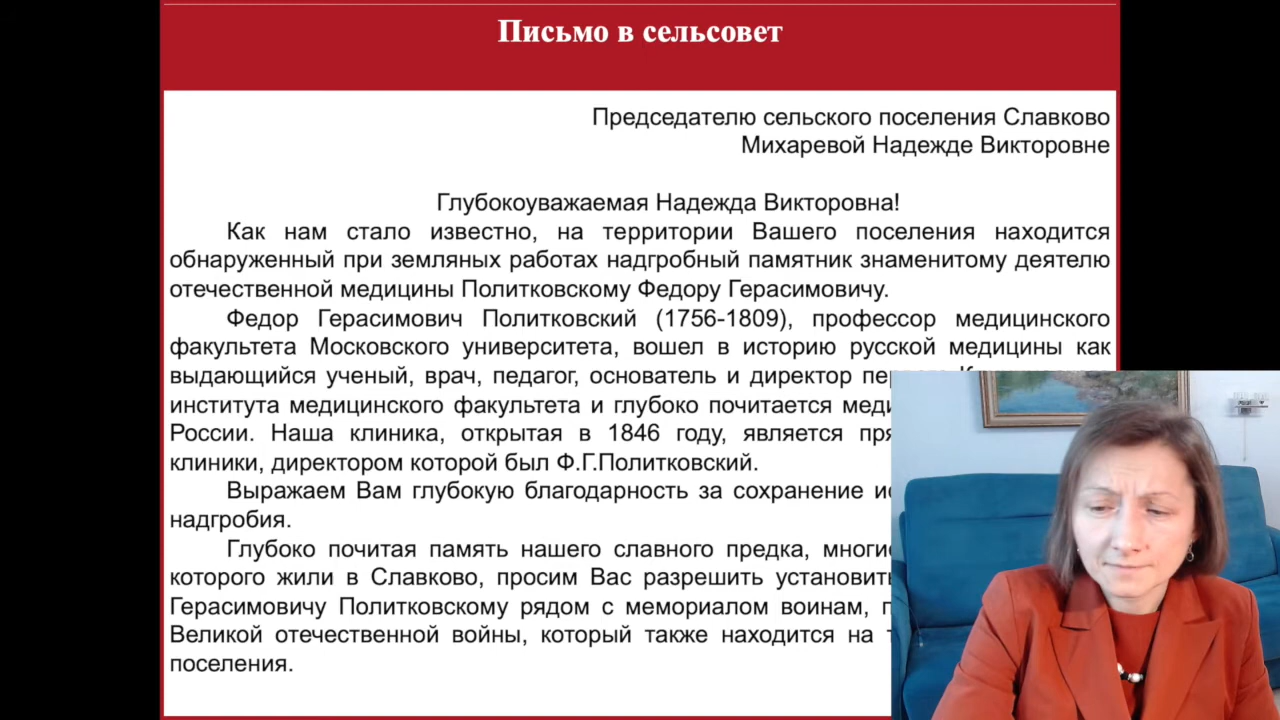 Письмо в сельсовет
Председателю сельского поселения Славково
Михаревой Надежде Викторовне
Глубокоуважаемая Надежда Викторовна!
Как нам стало известно, на территории Вашего поселения находится
обнаруженный при земляных работах надгробный памятник знаменитому деятелю
отечественной медицины Политковскому Федору Герасимовичу.
Федор Герасимович Политковский (1756-1809), профессор медицинского
факультета Московского университета, вошел в историю русской медицины как
выдающийся ученый, врач, педагог, основатель и директор
института медицинского факультета и глубоко почитается
России. Наша клиника, открытая в 1846 году, является
клиники, директором которой был Ф.Г.Политковский.
Выражаем Вам глубокую благодарность за сохранение
надгробия.
Глубоко почитая память нашего славного предка,
которого жили в Славково, просим Вас разрешить
Герасимовичу Политковскому рядом с мемориалом воинам,
Великой отечественной войны, который также находится на
поселения.